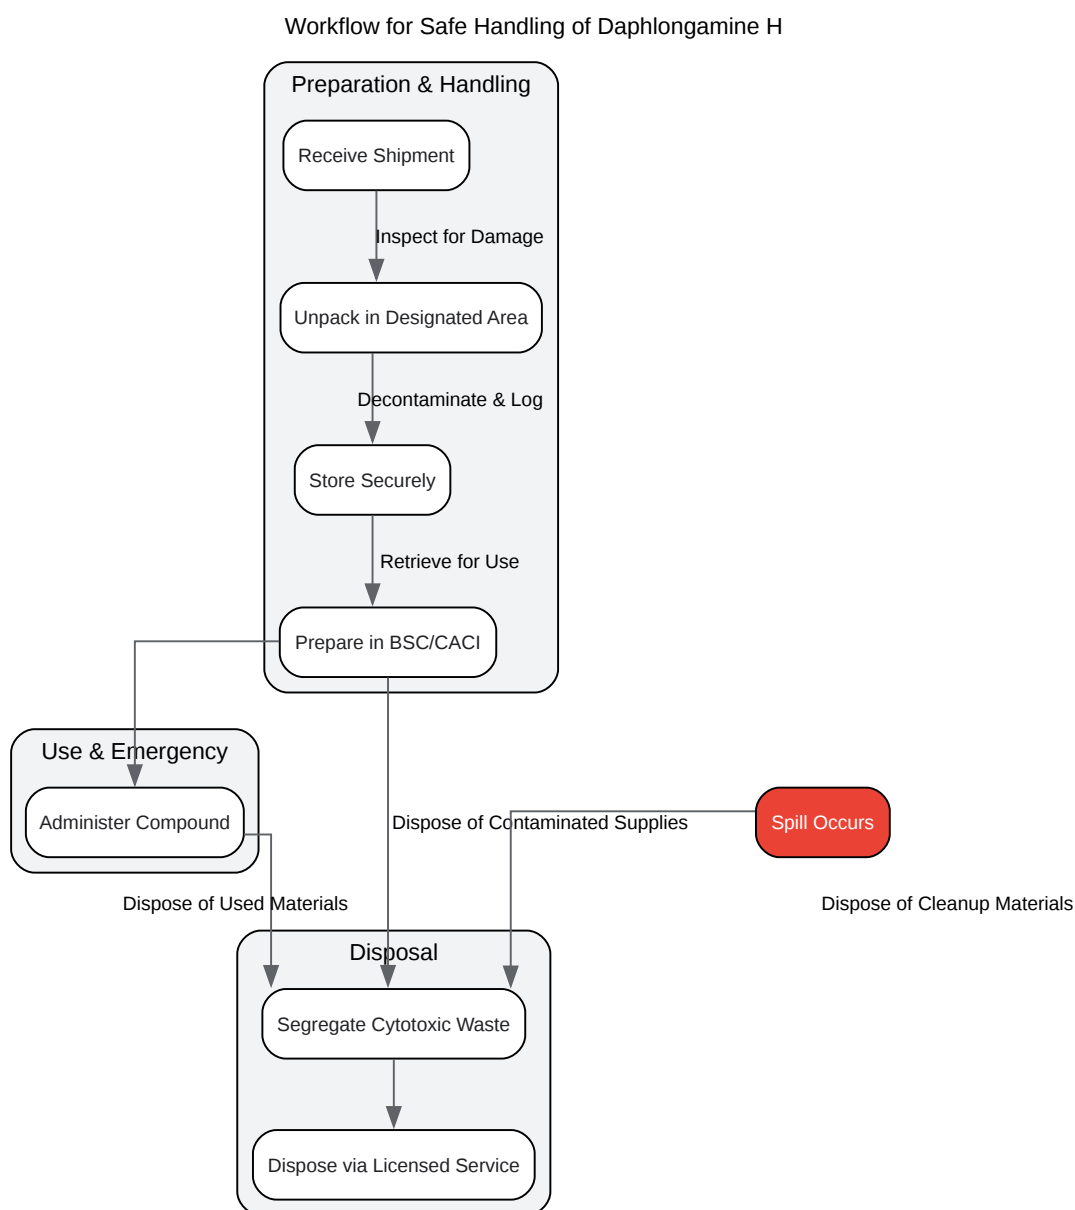 Workflow for Safe Handling of Daphlongamine H
Preparation & Handling
Receive Shipment
Inspect for Damage
Unpack in Designated Area
Decontaminate & Log
Store Securely
Retrieve for Use
Prepare in BSC/CACI
Use & Emergency
Administer Compound
Dispose of Contaminated Supplies
Spill Occurs
Dispose of Used Materials
Dispose of Cleanup Materials
Disposal
Segregate Cytotoxic Waste
Dispose via Licensed Service